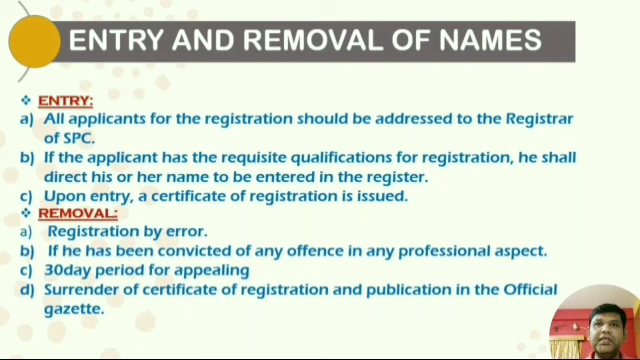 ENTRY AND REMOVAL OF NAMES
❖ ENTRY:
a) All applicants for the registration should be addressed to the Registrar
of SPC.
b) If the applicant has the requisite qualifications for registration, he shall
direct his or her name to be entered in the register.
c) Upon entry, a certificate of registration is issued.
❖ REMOVAL:
a) Registration by error.
b) If he has been convicted of any offence in any professional aspect.
c) 30day period for appealing
d) Surrender of certificate of registration and publication in the Official
gazette.